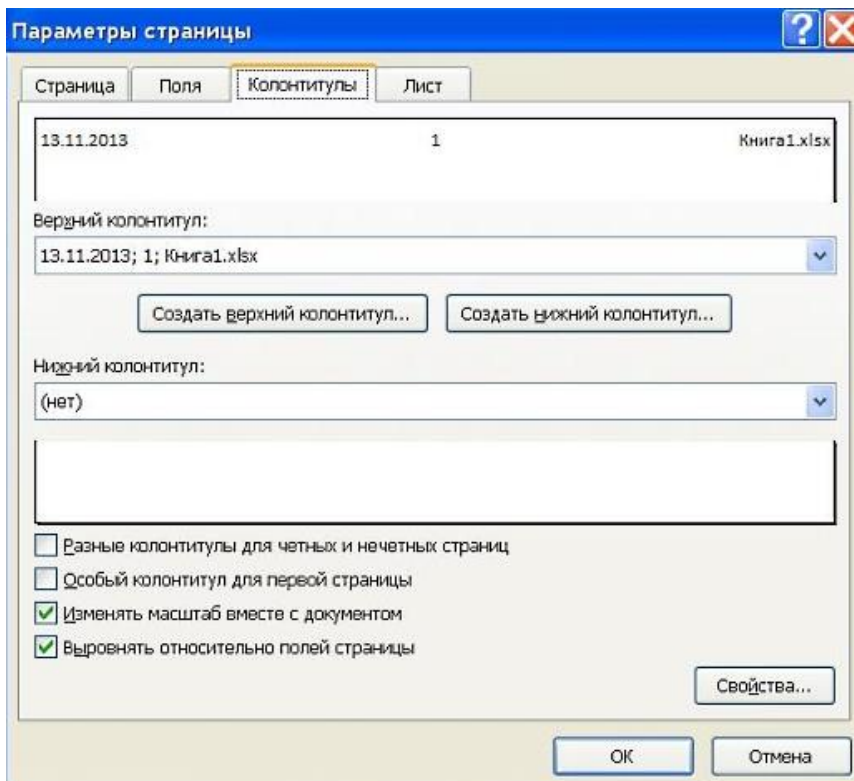 Параметры страницы
Страница Поля Колонтитулы Лист
13.11.2013 1 Книга1.xlsx
Верхний колонтитул:
13.11.2013; 1; Книга1.xlsx
Создать верхний колонтитул... Создать нижний колонтитул...
Нижний колонтитул:
(нет)
Разные колонтитулы для четных и нечетных страниц
Особый колонтитул для первой страницы
Изменять масштаб вместе с документом
Выровнять относительно полей страницы
Свойства...
ОК Отмена